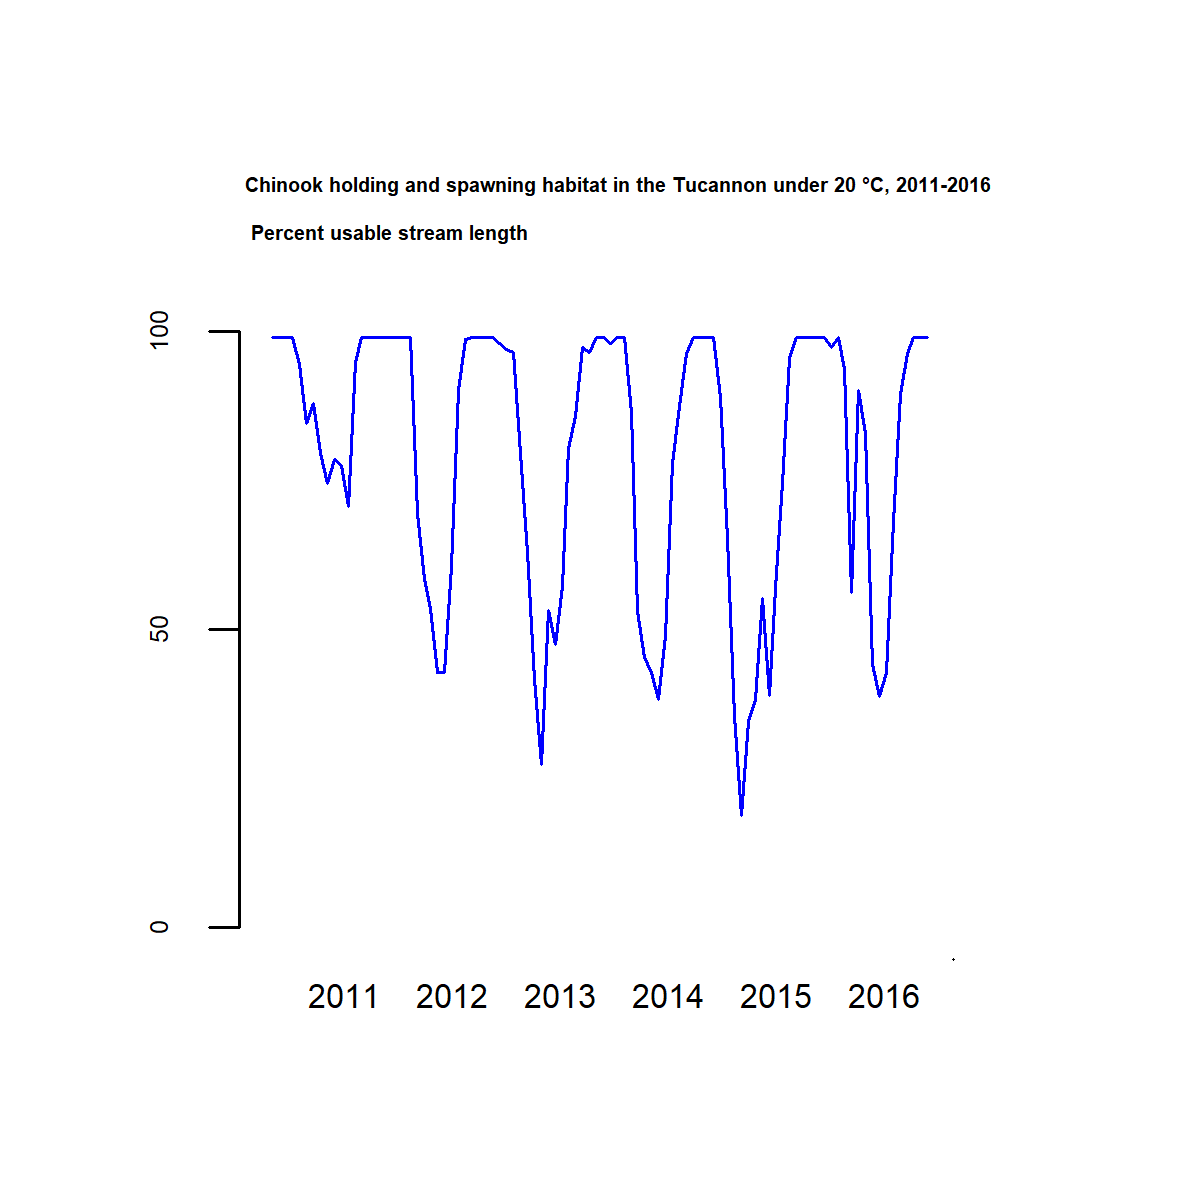 Chinook holding and spawning habitat in the Tucannon under 20 °C, 2011-2016
Percent usable stream length
100
50
0
2011 2012 2013 2014 2015 2016